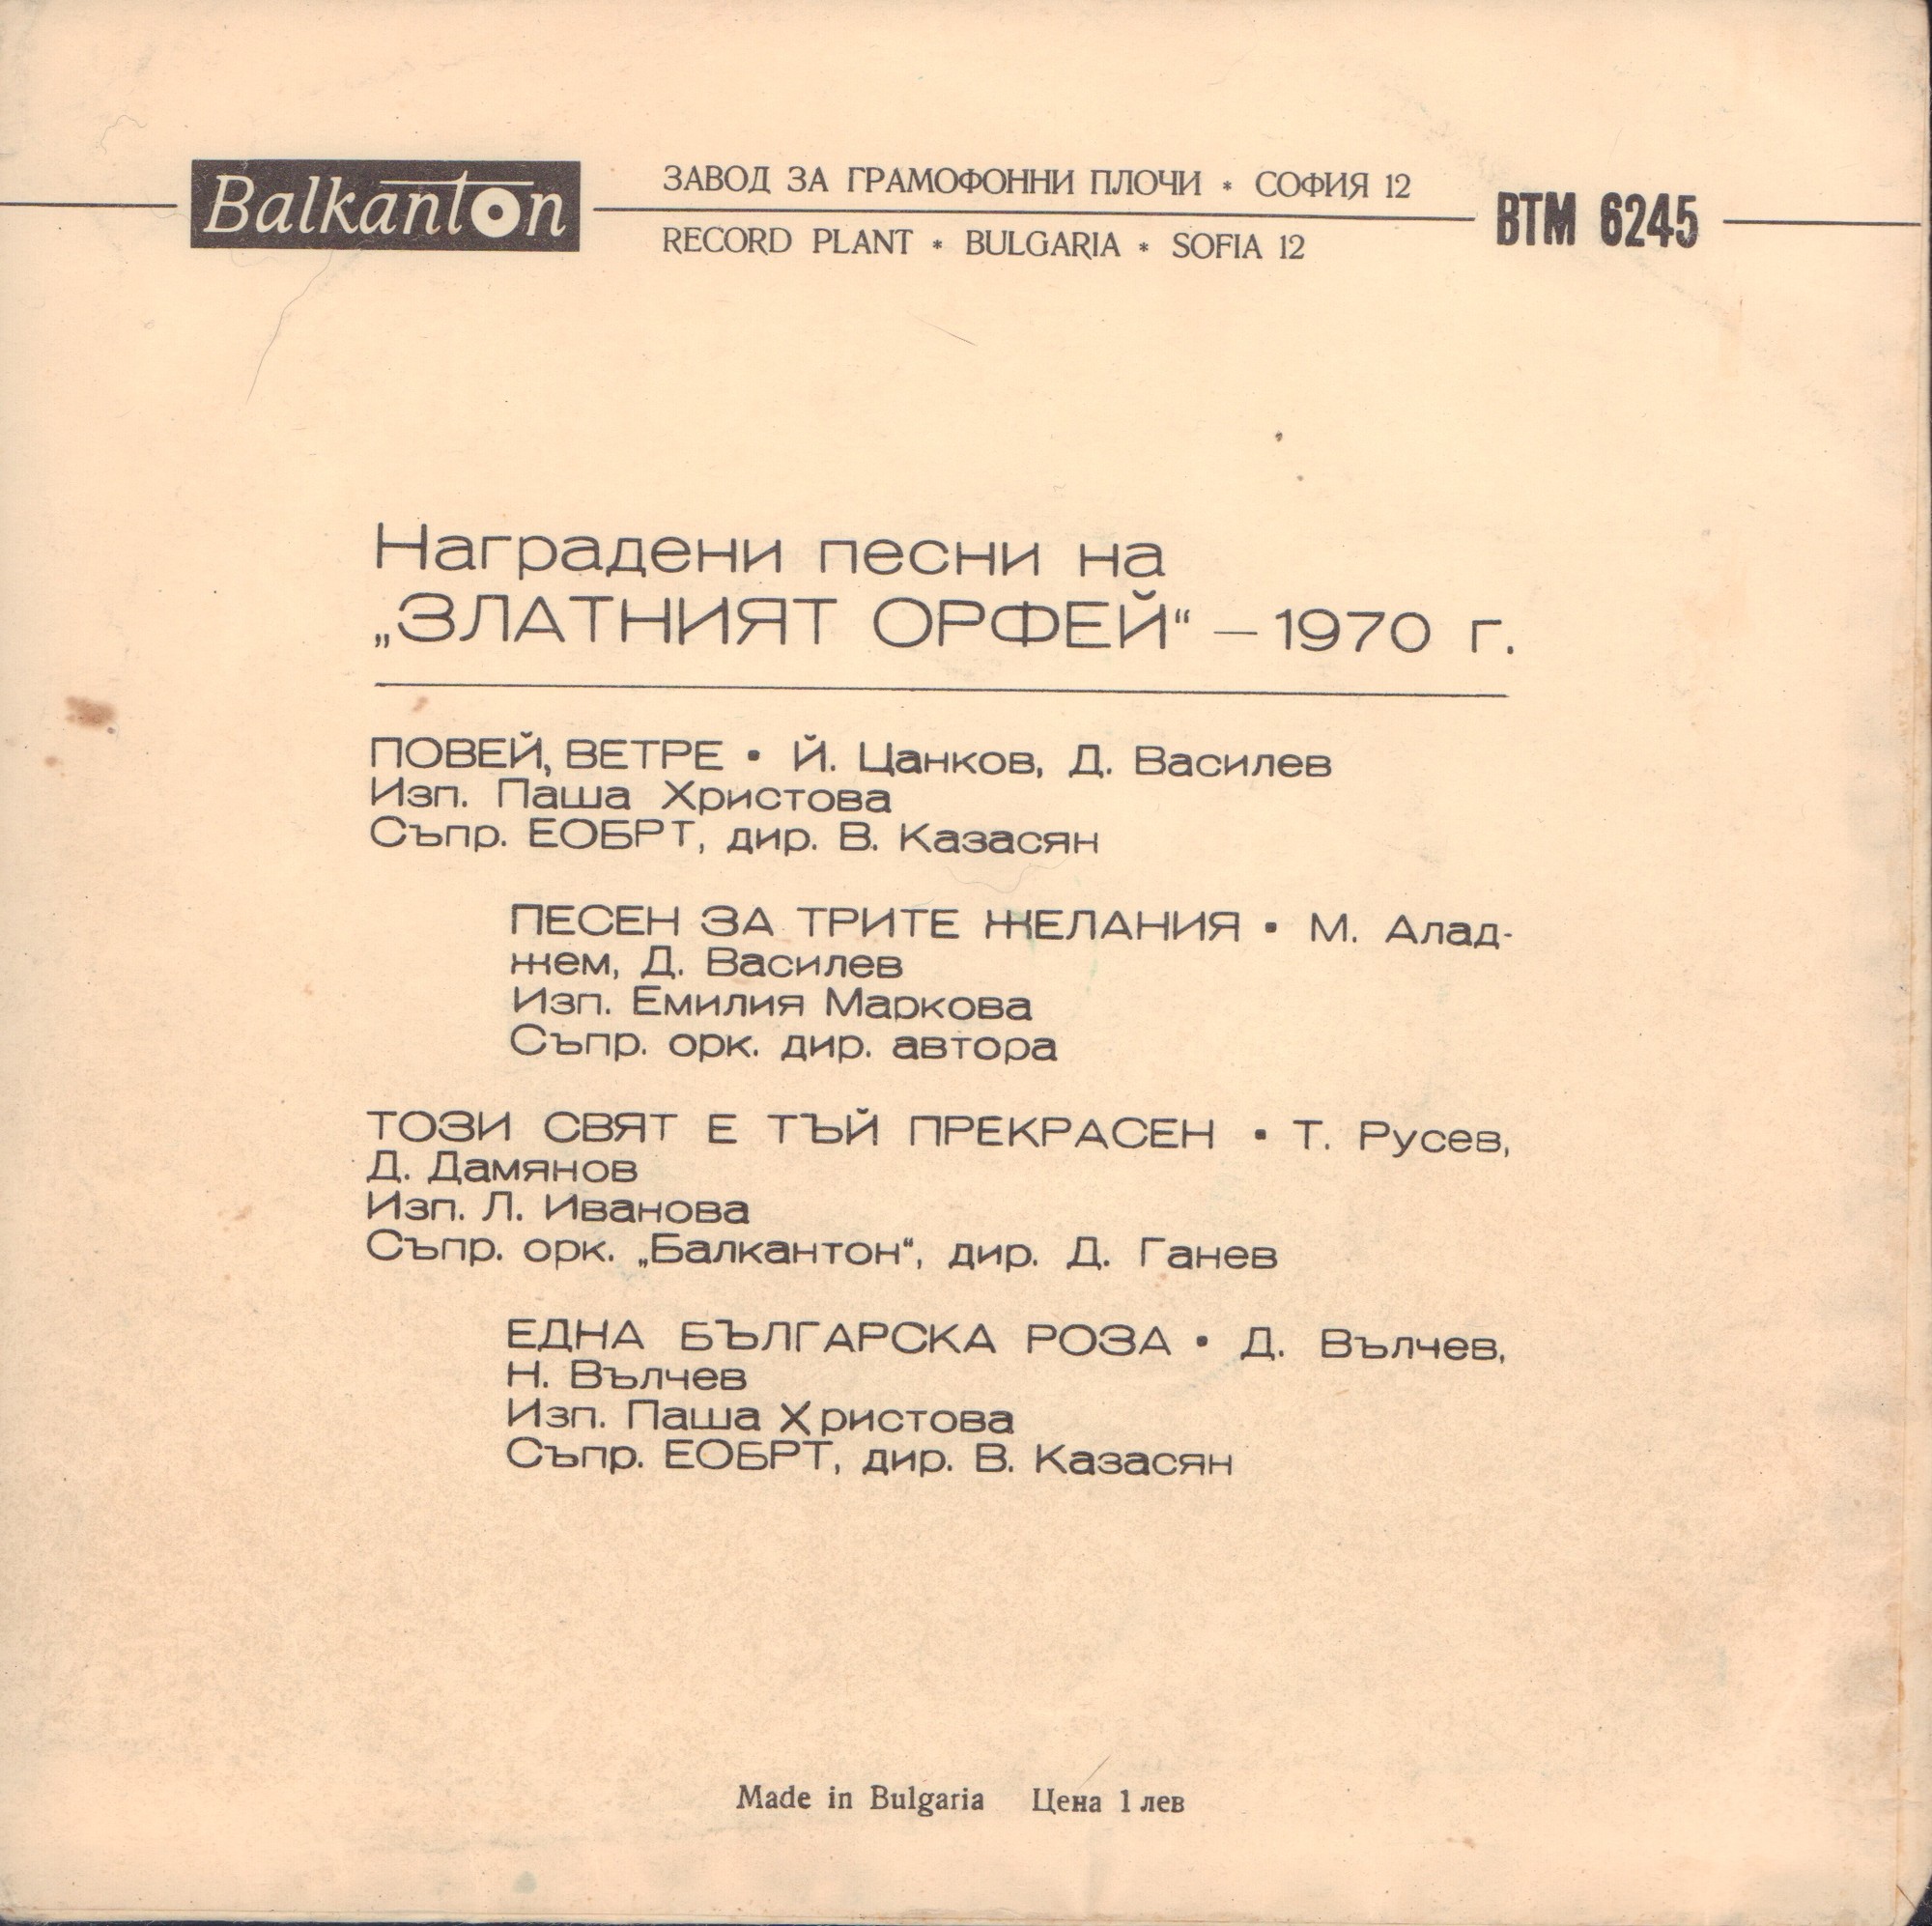 Balkanton
ЗАВОД ЗА ГРАМОФОННИ ПЛОЧИ * СОФИЯ 12
RECORD PLANT * BULGARIA * SOFIA 12
ВТМ 6245
Наградени песни на
„ЗЛАТНИЯТ ОРФЕЙ“ – 1970 г.
ПОВЕЙ, ВЕТРЕ • Й. Цанков, Д. Василев
Изп. Паша Христова
Съпр. ЕОБРТ, дир. В. Казасян
ПЕСЕН ЗА ТРИТЕ ЖЕЛАНИЯ • М. Алад-
жем, Д. Василев
Изп. Емилия Маркова
Съпр. орк. дир. автора
ТОЗИ СВЯТ Е ТЪЙ ПРЕКРАСЕН • Т. Русев,
Д. Дамянов
Изп. Л. Иванова
Съпр. орк. „Балкантон“, дир. Д. Ганев
ЕДНА БЪЛГАРСКА РОЗА • Д. Вълчев,
Н. Вълчев
Изп. Паша Христова
Съпр. ЕОБРТ, дир. В. Казасян
Made in Bulgaria Цена 1 лев